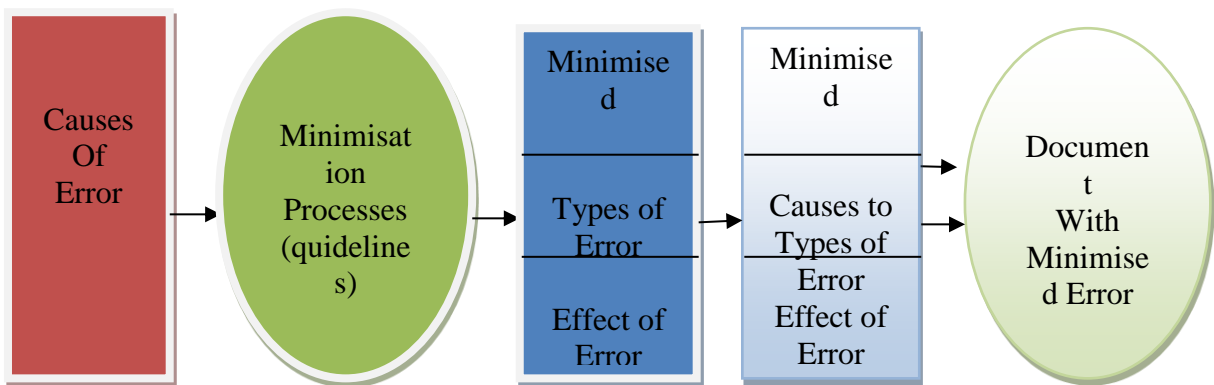 Causes
Of
Error
Minimisat
ion
Processes
(quideline
s)
Minimise
d
Types of
Error
Effect of
Error
Minimise
d
Causes to
Types of
Error
Effect of
Error
Documen
t
With
Minimise
d Error